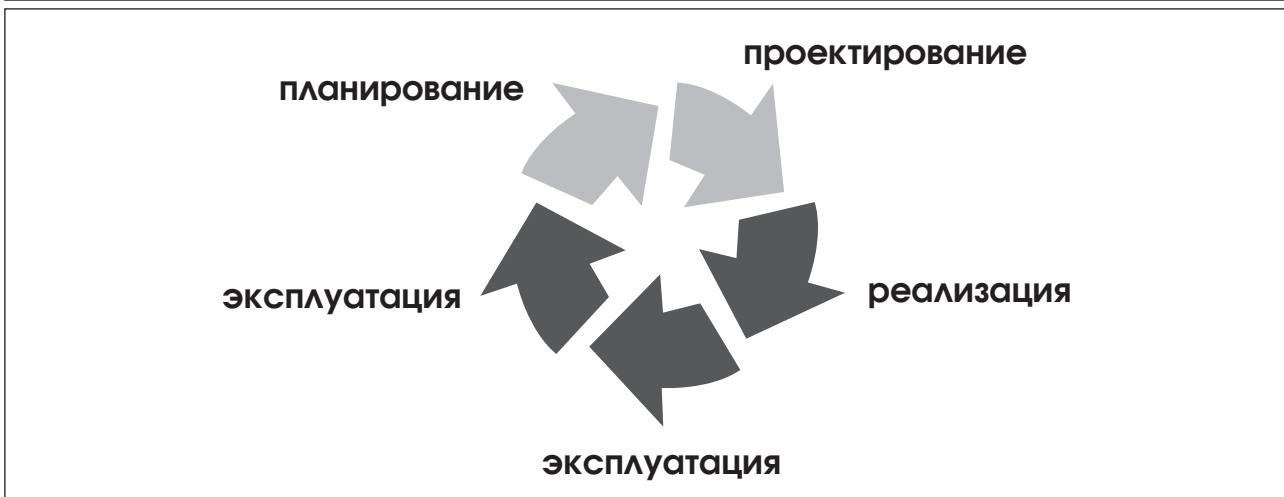 проектирование
планирование
эксплуатация
реализация
эксплуатация